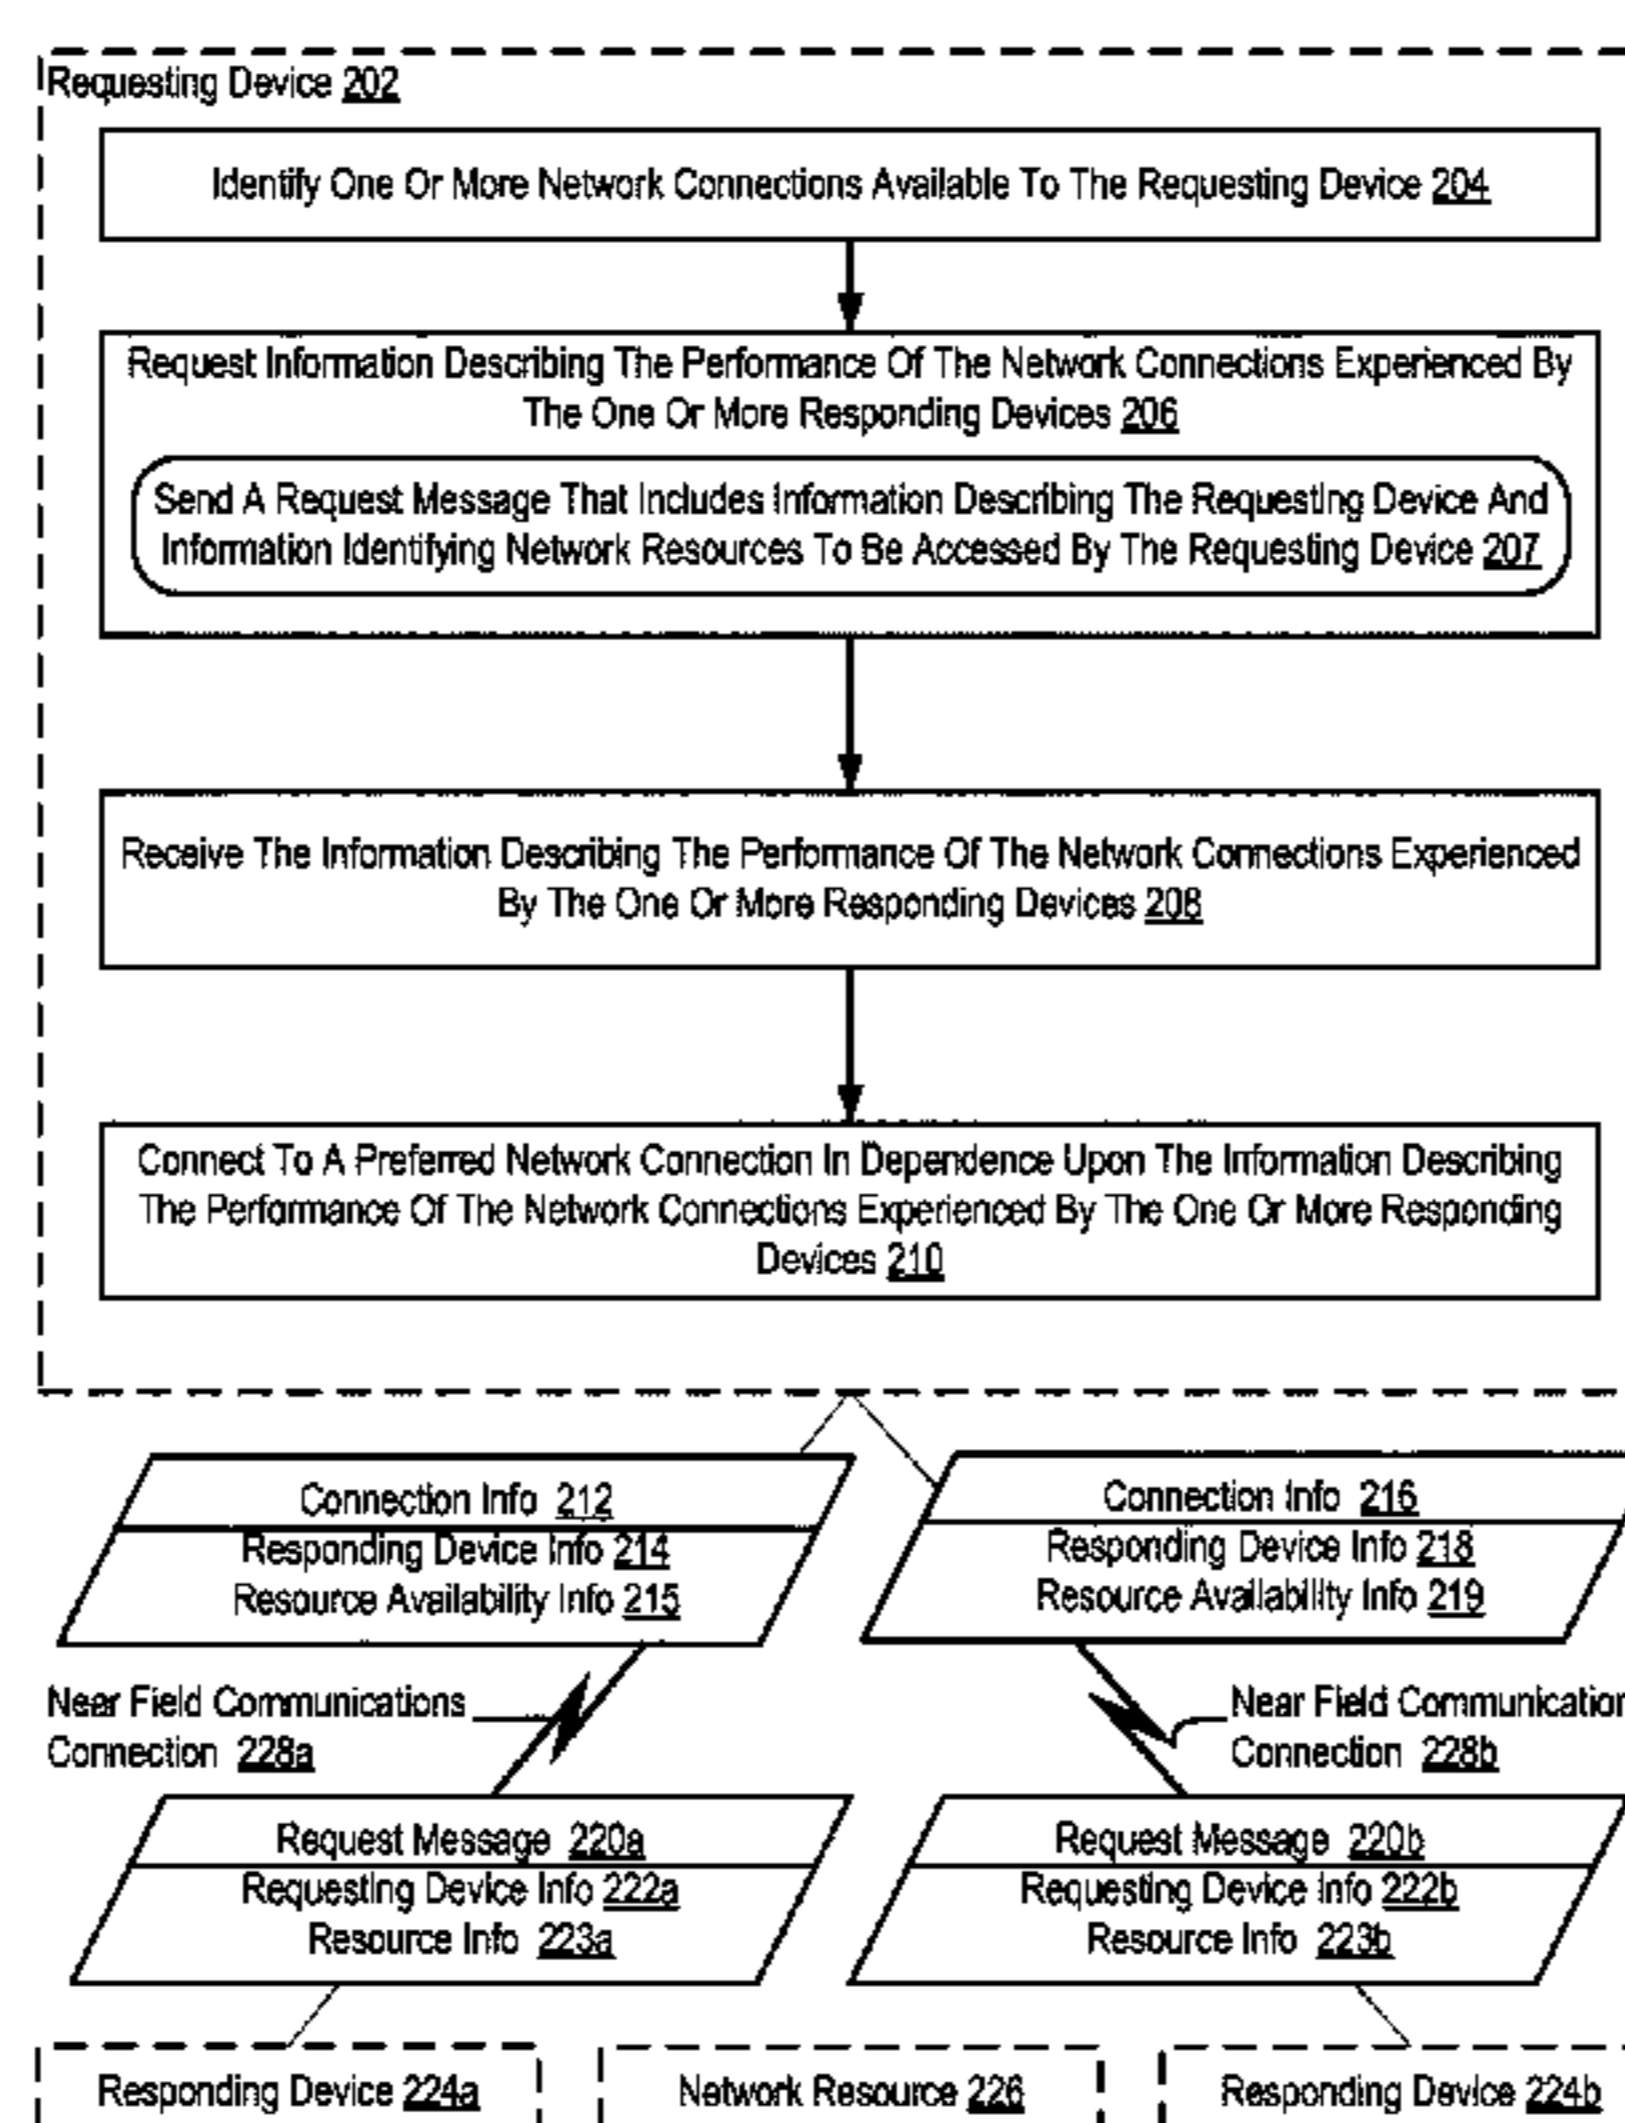 Requesting Device 202
Identify One Or More Network Connections Available To The Requesting Device 204
Request Information Describing The Performance Of The Network Connections Experienced By
The One Or More Responding Devices 206
Send A Request Message That Includes Information Describing The Requesting Device And
Information Identifying Network Resources To Be Accessed By The Requesting Device 207
Receive The Information Describing The Performance Of The Network Connections Experienced
By The One Or More Responding Devices 208
Connect To A Preferred Network Connection In Dependence Upon The Information Describing
The Performance Of The Network Connections Experienced By The One Or More Responding
Devices 210
Connection Info 212
Responding Device Info 214
Resource Availability Info 215
Connection Info 216
Responding Device Info 218
Resource Availability Info 219
Near Field Communications
Connection 228a
Near Field Communication
Connection 228b
Request Message 220a
Requesting Device Info 222a
Resource Info 223a
Request Message 220b
Requesting Device Info 222b
Resource Info 223b
Responding Device 224a
Network Resource 226
Responding Device 224b